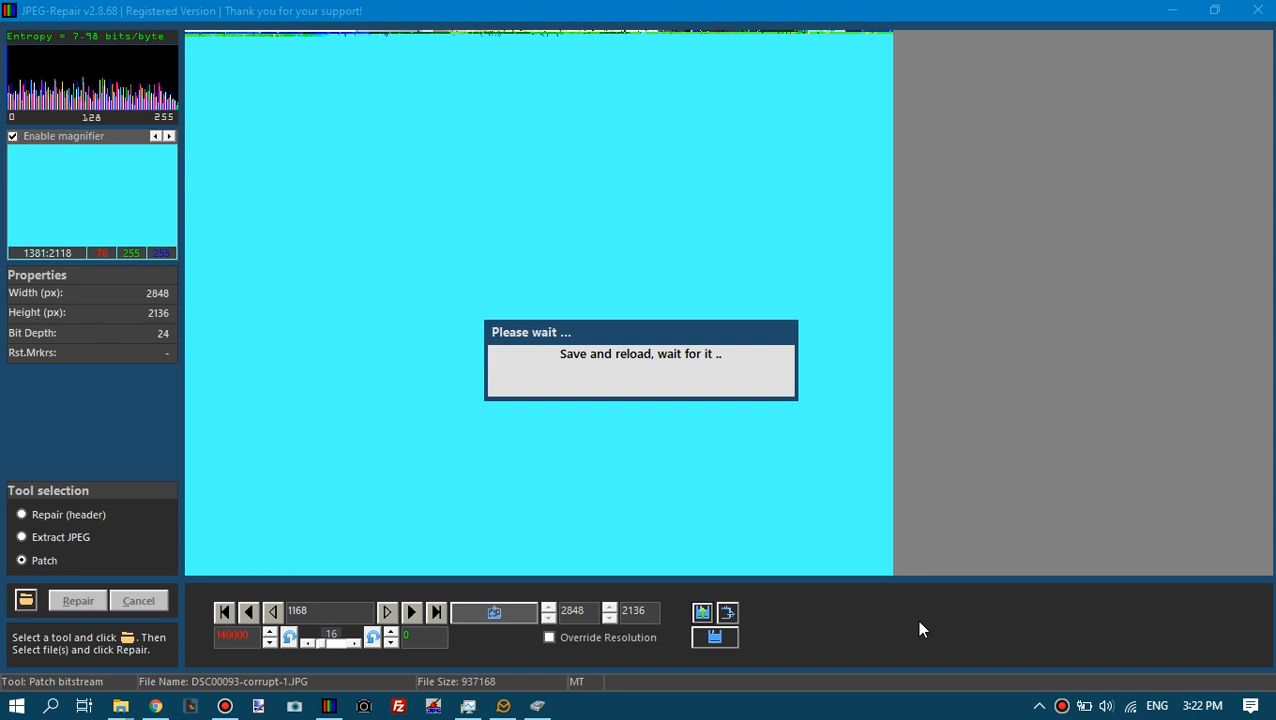 JPEG-Repair v2.8.68 | Registered Version | Thank you for your support!
Entropy = 7.98 bits/byte
0 128 255
Enable magnifier
1381:2118 76 255 255
Properties
Width (px): 2848
Height (px): 2136
Bit Depth: 24
Rst.Mrkrs: -
Please wait ...
Save and reload, wait for it ..
Tool selection
Repair (header)
Extract JPEG
Patch
Repair Cancel
Select a tool and click . Then
Select file(s) and click Repair.
1168 2848 2136
140000 16 0 Override Resolution
Tool: Patch bitstream File Name: DSC00093-corrupt-1.JPG File Size: 937168 MT
ENG 3:22 PM